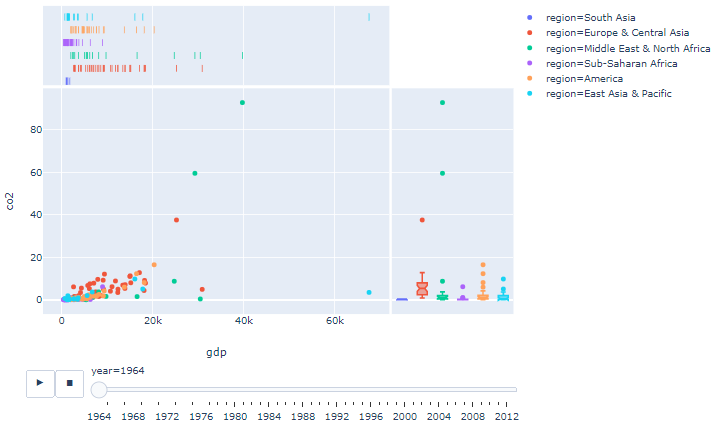 region=South Asia
region=Europe & Central Asia
region=Middle East & North Africa
region=Sub-Saharan Africa
region=America
region=East Asia & Pacific
80
60
40
20
0
co2
0 20k 40k 60k
gdp
year=1964
1964 1968 1972 1976 1980 1984 1988 1992 1996 2000 2004 2008 2012